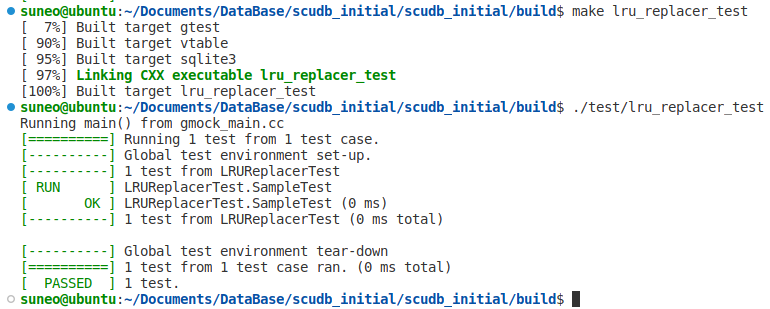 suneo@ubuntu:~/Documents/DataBase/scudb_initial/scudb_initial/build$ make lru_replacer_test
[  7%] Built target gtest
[ 90%] Built target vtable
[ 95%] Built target sqlite3
[ 97%] Linking CXX executable lru_replacer_test
[100%] Built target lru_replacer_test
suneo@ubuntu:~/Documents/DataBase/scudb_initial/scudb_initial/build$ ./test/lru_replacer_test
Running main() from gmock_main.cc
[==========] Running 1 test from 1 test case.
[----------] Global test environment set-up.
[----------] 1 test from LRUReplacerTest
[ RUN      ] LRUReplacerTest.SampleTest
[       OK ] LRUReplacerTest.SampleTest (0 ms)
[----------] 1 test from LRUReplacerTest (0 ms total)

[----------] Global test environment tear-down
[==========] 1 test from 1 test case ran. (0 ms total)
[  PASSED  ] 1 test.
suneo@ubuntu:~/Documents/DataBase/scudb_initial/scudb_initial/build$